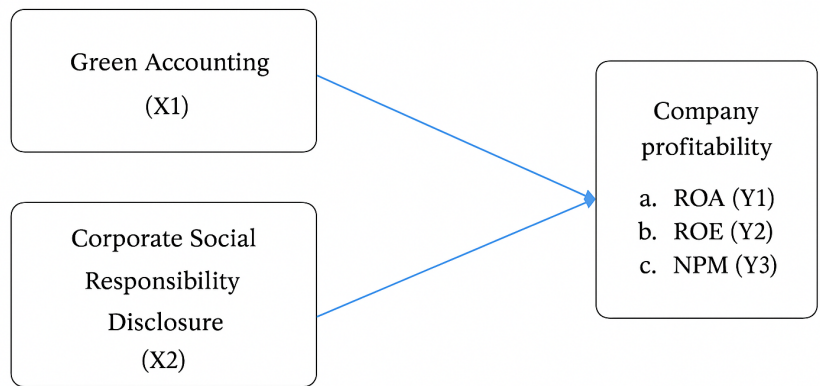 Green Accounting
(X1)
Corporate Social
Responsibility
Disclosure
(X2)
Company
profitability
a. ROA (Y1)
b. ROE (Y2)
c. NPM (Y3)